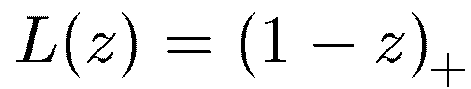 L(z) = (1 − z)₊